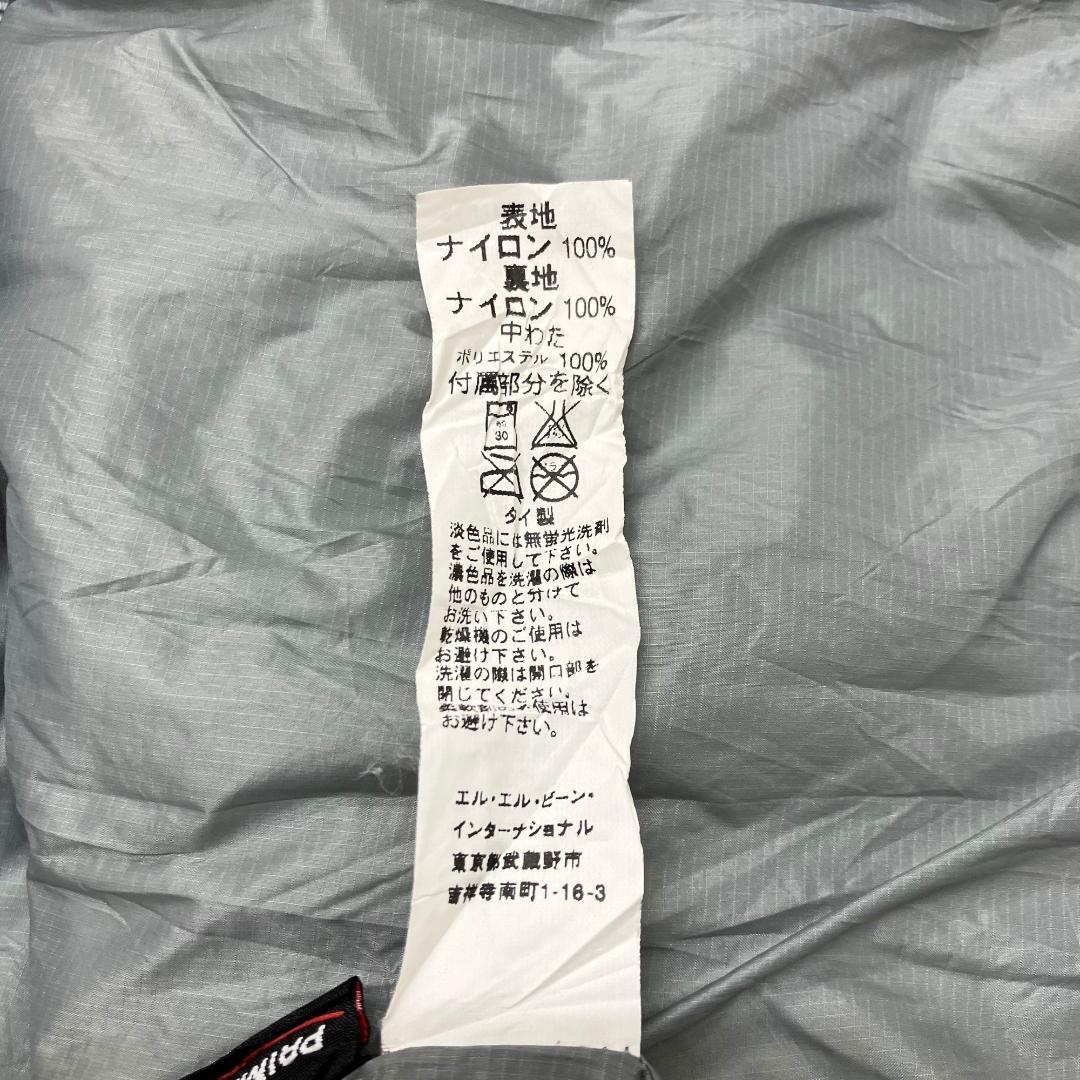 表地
ナイロン 100%
裏地
ナイロン 100%
中わた
ポリエステル 100%
付属部分を除く
30
タイ製
淡色品には無蛍光洗剤
をご使用して下さい。
濃色品を洗濯の際は
他のものと分けて
お洗い下さい。
乾燥機のご使用は
お避け下さい。
洗濯の際は開口部を
閉じてください。
使用は
お避け下さい。
エル・エル・ビーン・
インターナショナル
東京都武蔵野市
吉祥寺南町1-16-3